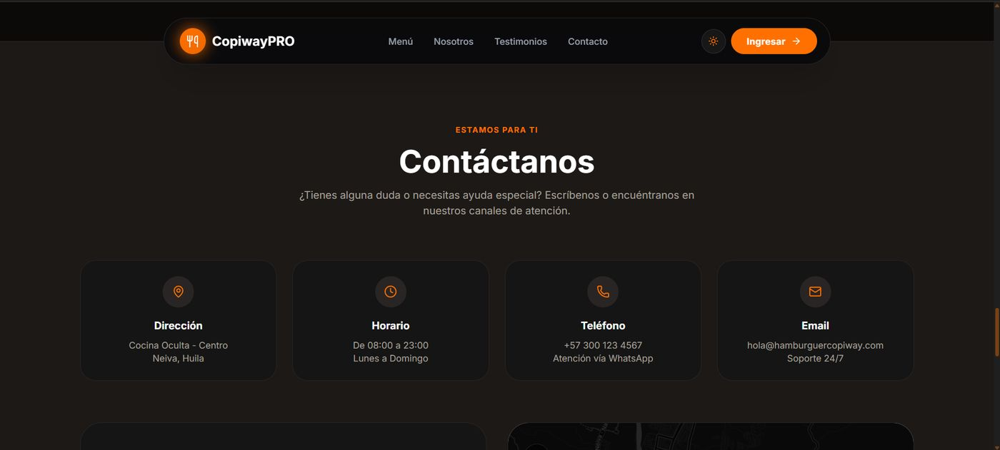 CopiwayPRO
Menú
Nosotros
Testimonios
Contacto
Ingresar
ESTAMOS PARA TI
Contáctanos
¿Tienes alguna duda o necesitas ayuda especial? Escríbenos o encuéntranos en
nuestros canales de atención.
Dirección
Cocina Oculta - Centro
Neiva, Huila
Horario
De 08:00 a 23:00
Lunes a Domingo
Teléfono
+57 300 123 4567
Atención vía WhatsApp
Email
hola@hamburguercopiway.com
Soporte 24/7